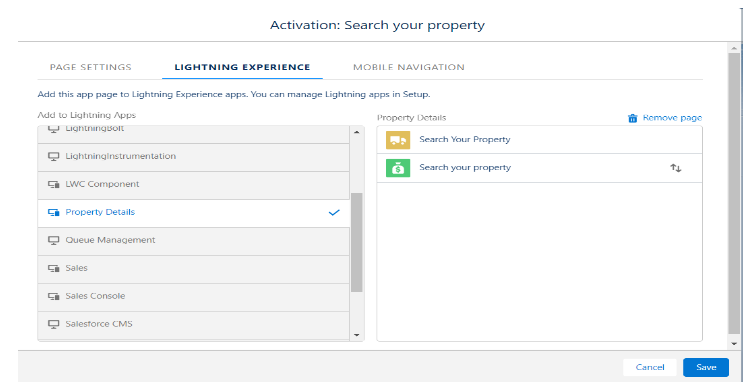 Activation: Search your property
PAGE SETTINGS LIGHTNING EXPERIENCE MOBILE NAVIGATION
Add this app page to Lightning Experience apps. You can manage Lightning apps in Setup.
Add to Lightning Apps
LightningBolt
LightningInstrumentation
LWC Component
Property Details
Queue Management
Sales
Sales Console
Salesforce CMS
Property Details Remove page
Search Your Property
Search your property
Cancel Save